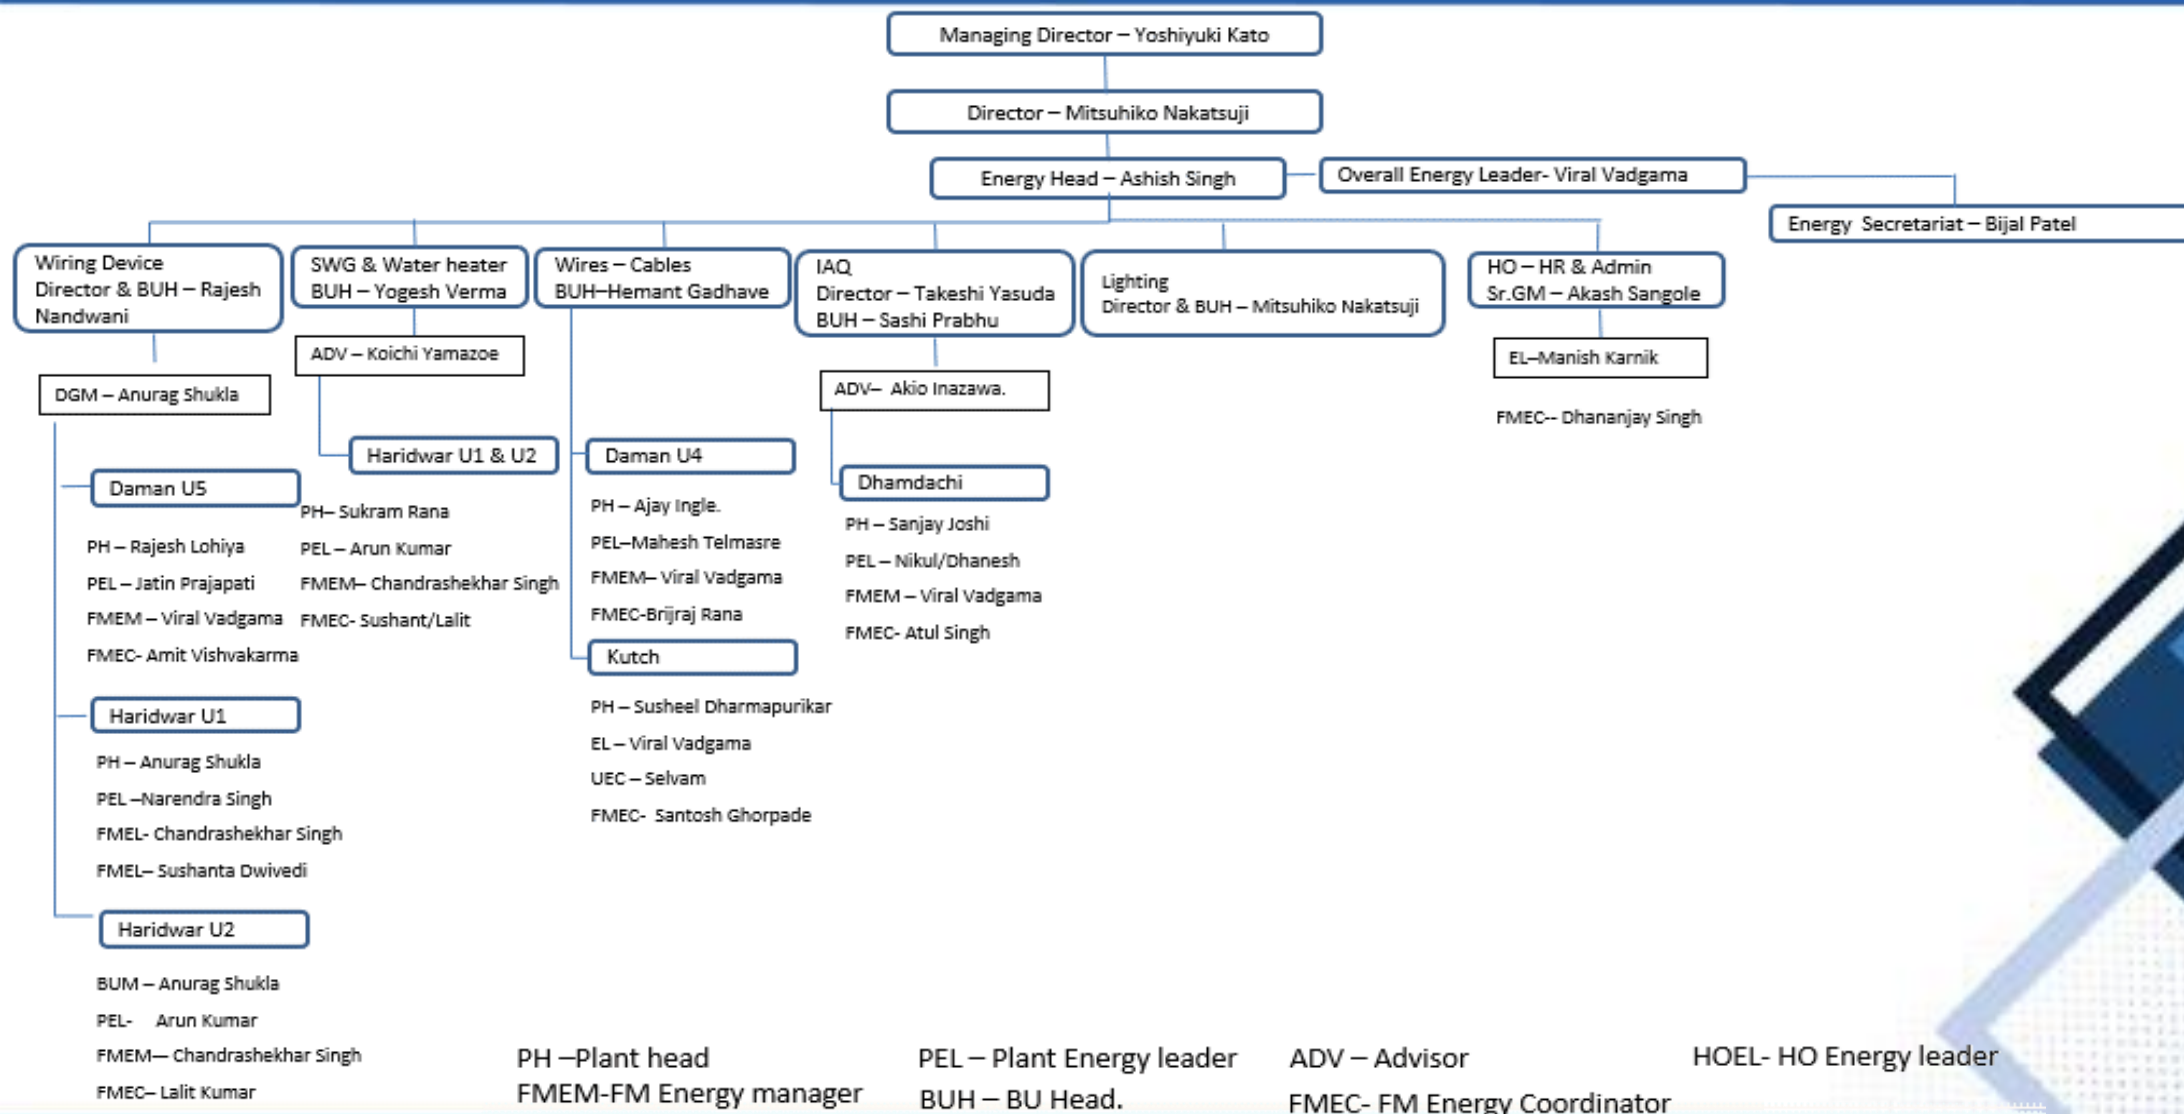 Managing Director – Yoshiyuki Kato
Director – Mitsuhiko Nakatsuji
Energy Head – Ashish Singh
Overall Energy Leader- Viral Vadgama
Energy Secretariat – Bijal Patel
Wiring Device
Director & BUH – Rajesh
Nandwani
DGM – Anurag Shukla
Daman U5
PH – Rajesh Lohiya
PEL – Jatin Prajapati
FMEM – Viral Vadgama
FMEC- Amit Vishvakarma
Haridwar U1
PH – Anurag Shukla
PEL –Narendra Singh
FMEL- Chandrashekhar Singh
FMEL– Sushanta Dwivedi
Haridwar U2
BUM – Anurag Shukla
PEL- Arun Kumar
FMEM–- Chandrashekhar Singh
FMEC– Lalit Kumar
SWG & Water heater
BUH – Yogesh Verma
ADV – Koichi Yamazoe
Haridwar U1 & U2
PH– Sukram Rana
PEL – Arun Kumar
FMEM– Chandrashekhar Singh
FMEC- Sushant/Lalit
Wires – Cables
BUH–Hemant Gadhave
Daman U4
PH – Ajay Ingle.
PEL–Mahesh Telmasre
FMEM– Viral Vadgama
FMEC-Brijraj Rana
Kutch
PH – Susheel Dharmapurikar
EL – Viral Vadgama
UEC – Selvam
FMEC- Santosh Ghorpade
IAQ
Director – Takeshi Yasuda
BUH – Sashi Prabhu
ADV– Akio Inazawa.
Dhamdachi
PH – Sanjay Joshi
PEL – Nikul/Dhanesh
FMEM – Viral Vadgama
FMEC- Atul Singh
Lighting
Director & BUH – Mitsuhiko Nakatsuji
HO – HR & Admin
Sr.GM – Akash Sangole
EL–Manish Karnik
FMEC-- Dhananjay Singh
PH –Plant head
PEL – Plant Energy leader
ADV – Advisor
HOEL- HO Energy leader
FMEM-FM Energy manager
BUH – BU Head.
FMEC- FM Energy Coordinator